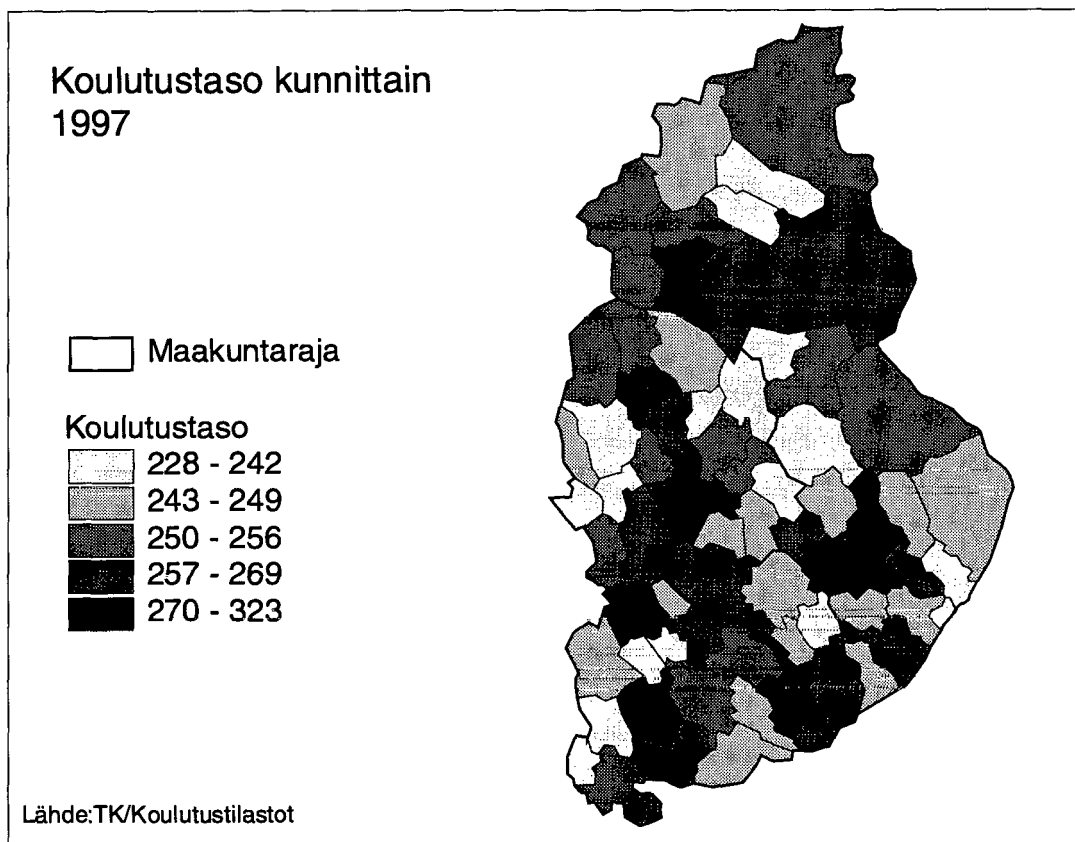 Koulutustaso kunnittain
1997
Maakuntaraja
Koulutustaso
228 - 242
243 - 249
250 - 256
257 - 269
270 - 323
Lähde:TK/Koulutustilastot